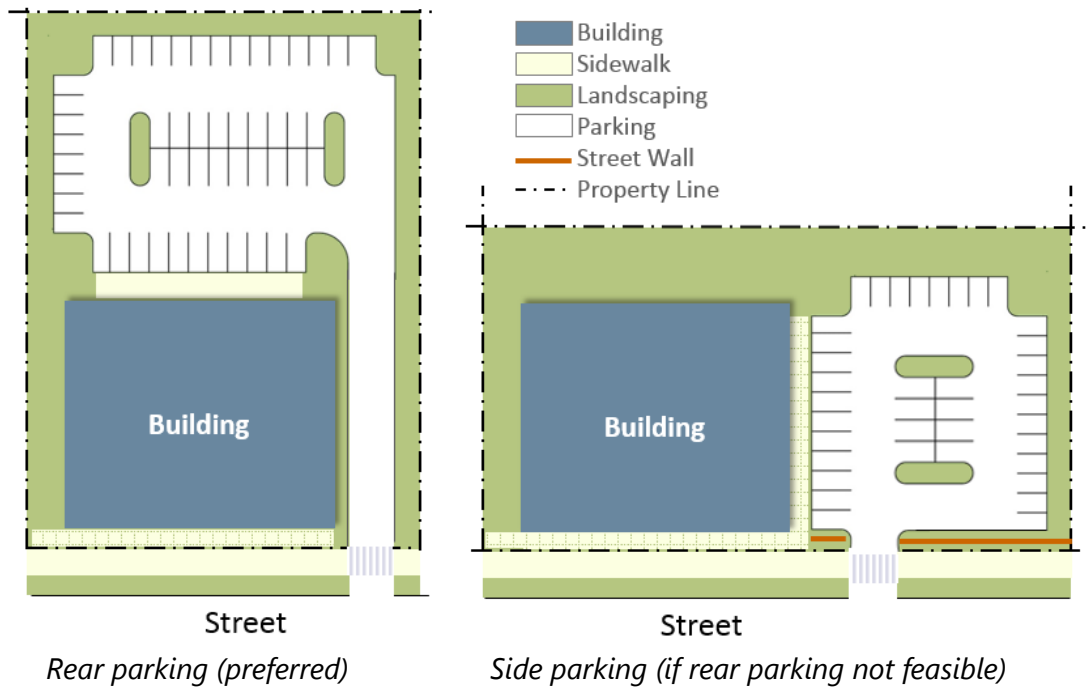 Building
Sidewalk
Landscaping
Parking
Street Wall
Property Line
Building
Building
Street
Street
Rear parking (preferred)
Side parking (if rear parking not feasible)